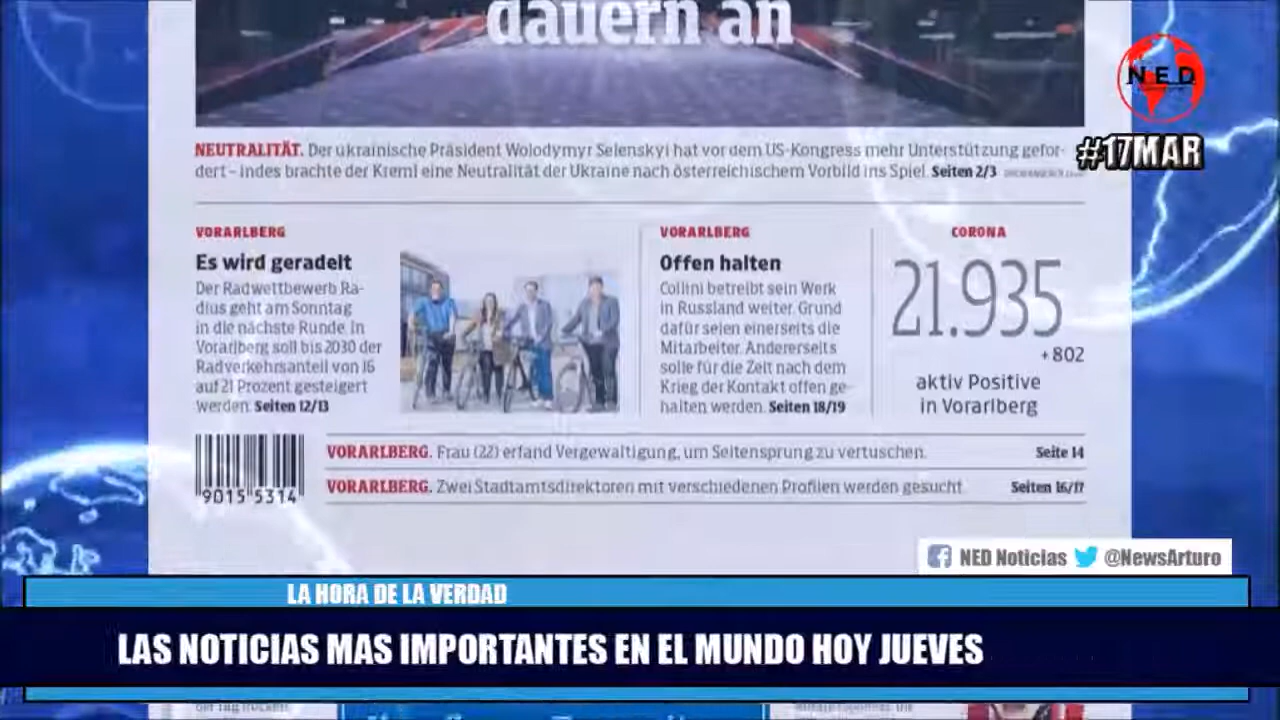 dauern an
NED
#17MAR
NEUTRALITÄT. Der ukrainische Präsident Wolodymyr Selenskyi hat vor dem US-Kongress mehr Unterstützung gefor-
dert – indes brachte der Kreml eine Neutralität der Ukraine nach österreichischem Vorbild ins Spiel. Seiten 2/3
VORARLBERG
Es wird geradelt
Der Radwettbewerb Ra-
dius geht am Sonntag
in die nächste Runde. In
Vorarlberg soll bis 2030 der
Radverkehrsanteil von 16
auf 21 Prozent gesteigert
werden. Seiten 12/13
VORARLBERG
Offen halten
Collini betreibt sein Werk
in Russland weiter. Grund
dafür seien einerseits die
Mitarbeiter. Andererseits
solle für die Zeit nach dem
Krieg der Kontakt offen ge-
halten werden. Seiten 18/19
CORONA
21.935
+802
aktiv Positive
in Vorarlberg
9015 5314
VORARLBERG. Frau (22) erfand Vergewaltigung, um Seitensprung zu vertuschen. Seite 14
VORARLBERG. Zwei Stadtamtsdirektoren mit verschiedenen Profilen werden gesucht. Seiten 16/17
NED Noticias @NewsArturo
LA HORA DE LA VERDAD
LAS NOTICIAS MAS IMPORTANTES EN EL MUNDO HOY JUEVES